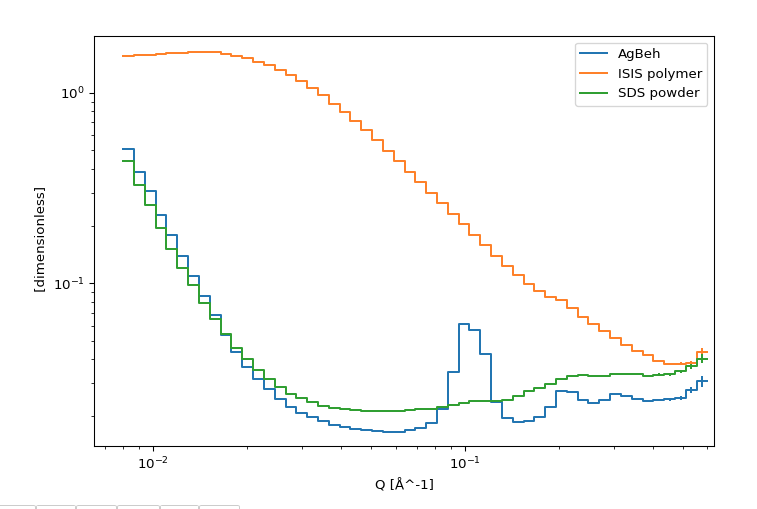 AgBeh
ISIS polymer
SDS powder
10⁰
10⁻¹
[dimensionless]
10⁻² 10⁻¹
Q [Å^-1]